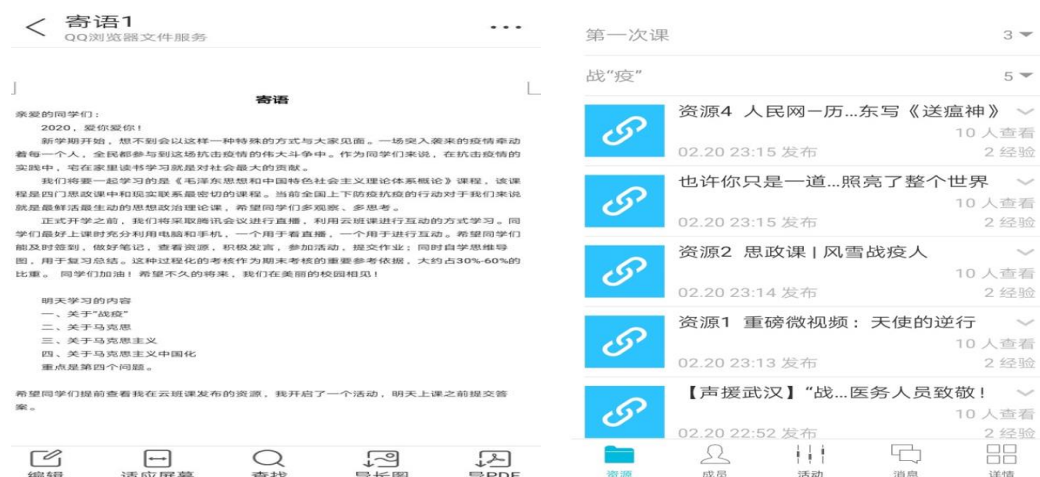 寄语1
QQ浏览器文件服务
寄语
亲爱的同学们：
2020，爱你爱你！
新学期开始，想不到会以这样一种特殊的方式与大家见面。一场突入袭来的疫情牵动
着每一个人，全民都参与到这场抗击疫情的伟大斗争中。作为同学们来说，在抗击疫情的
实践中，宅在家里读书学习就是对社会最大的贡献。
我们将要一起学习的是《毛泽东思想和中国特色社会主义理论体系概论》课程，该课
程是四门思政课中和现实联系最密切的课程。当前全国上下防疫抗疫的行动对于我们来说
就是最鲜活最生动的思想政治理论课，希望同学们多观察、多思考。
正式开学之前，我们将采取腾讯会议进行直播，利用云班课进行互动的方式学习。同
学们最好上课时充分利用电脑和手机，一个用于看直播，一个用于进行互动。希望同学们
能及时签到，做好笔记，查看资源，积极发言，参加活动，提交作业；同时自学思维导
图，用于复习总结。这种过程化的考核作为期末考核的重要参考依据，大约占30%-60%的
比重。 同学们加油！希望不久的将来，我们在美丽的校园相见！
明天学习的内容
一、关于“战疫”
二、关于马克思
三、关于马克思主义
四、关于马克思主义中国化
重点是第四个问题。
希望同学们提前查看我在云班课发布的资源，我开启了一个活动，明天上课之前提交答
案。
编辑 适应屏幕 查找 导长图 导PDF
第一次课 3
战“疫” 5
资源4 人民网-历...东写《送瘟神》
10 人查看
02.20 23:15 发布 2 经验
也许你只是一道...照亮了整个世界
10 人查看
02.20 23:15 发布 2 经验
资源2 思政课 | 风雪战疫人
10 人查看
02.20 23:14 发布 2 经验
资源1 重磅微视频：天使的逆行
10 人查看
02.20 23:13 发布 2 经验
【声援武汉】“战...医务人员致敬！
10 人查看
02.20 22:52 发布 2 经验
资源 成员 活动 消息 详情